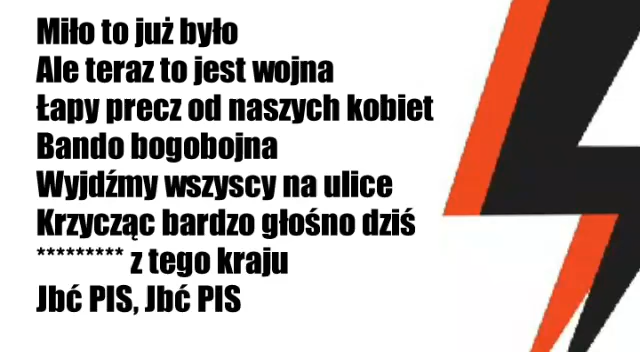 Miło to już było
Ale teraz to jest wojna
Łapy precz od naszych kobiet
Bando bogobojna
Wyjdźmy wszyscy na ulice
Krzycząc bardzo głośno dziś
********* z tego kraju
Jbć PIS, Jbć PIS